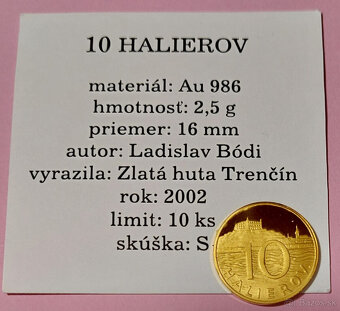 10 HALIEROV
materiál: Au 986
hmotnosť: 2,5 g
priemer: 16 mm
autor: Ladislav Bódi
vyrazila: Zlatá huta Trenčín
rok: 2002
limit: 10 ks
skúška: S
10
HALIEROV